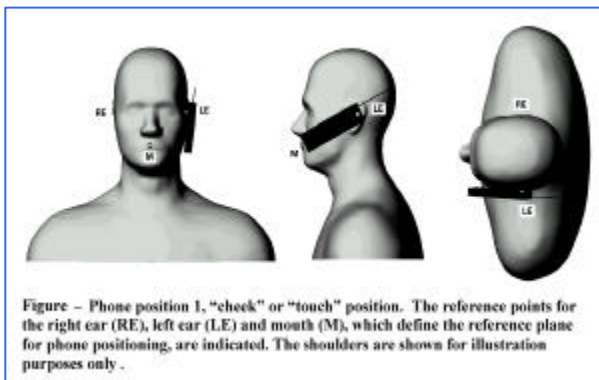 RE
LE
M
LE
M
RE
LE
Figure – Phone position 1, “cheek” or “touch” position. The reference points for
the right ear (RE), left ear (LE) and mouth (M), which define the reference plane
for phone positioning, are indicated. The shoulders are shown for illustration
purposes only .